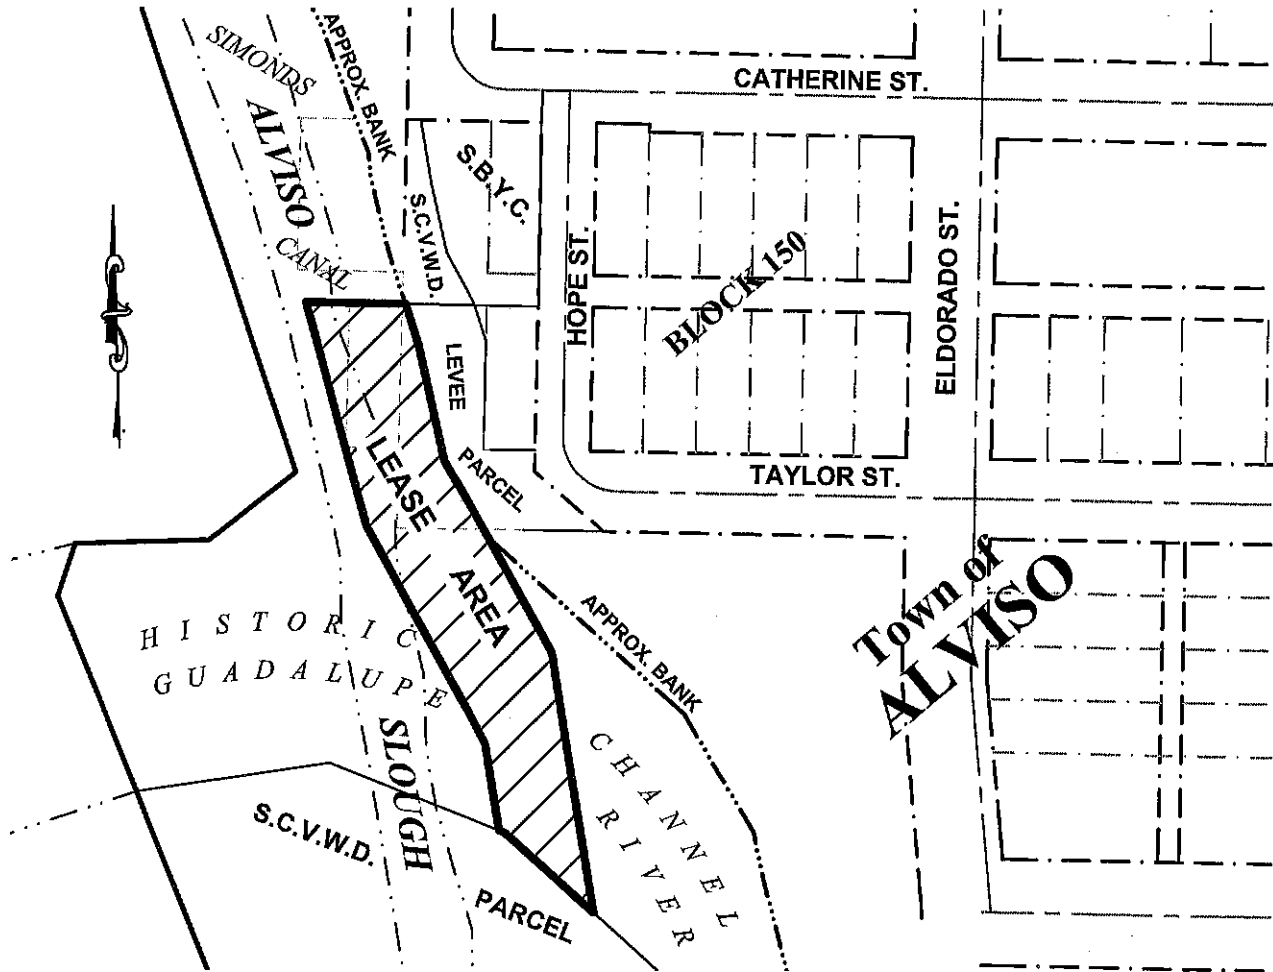 SIMONDS
ALVISO
CANAL
APPROX. BANK
CATHERINE ST.
S.B.Y.C.
S.C.V.W.D.
LEVEE
PARCEL
HOPE ST.
BLOCK 150
ELDORADO ST.
TAYLOR ST.
LEASE
AREA
Town of
ALVISO
APPROX. BANK
HISTORIC
GUADALUPE
SLOUGH
CHANNEL
RIVER
S.C.V.W.D.
PARCEL